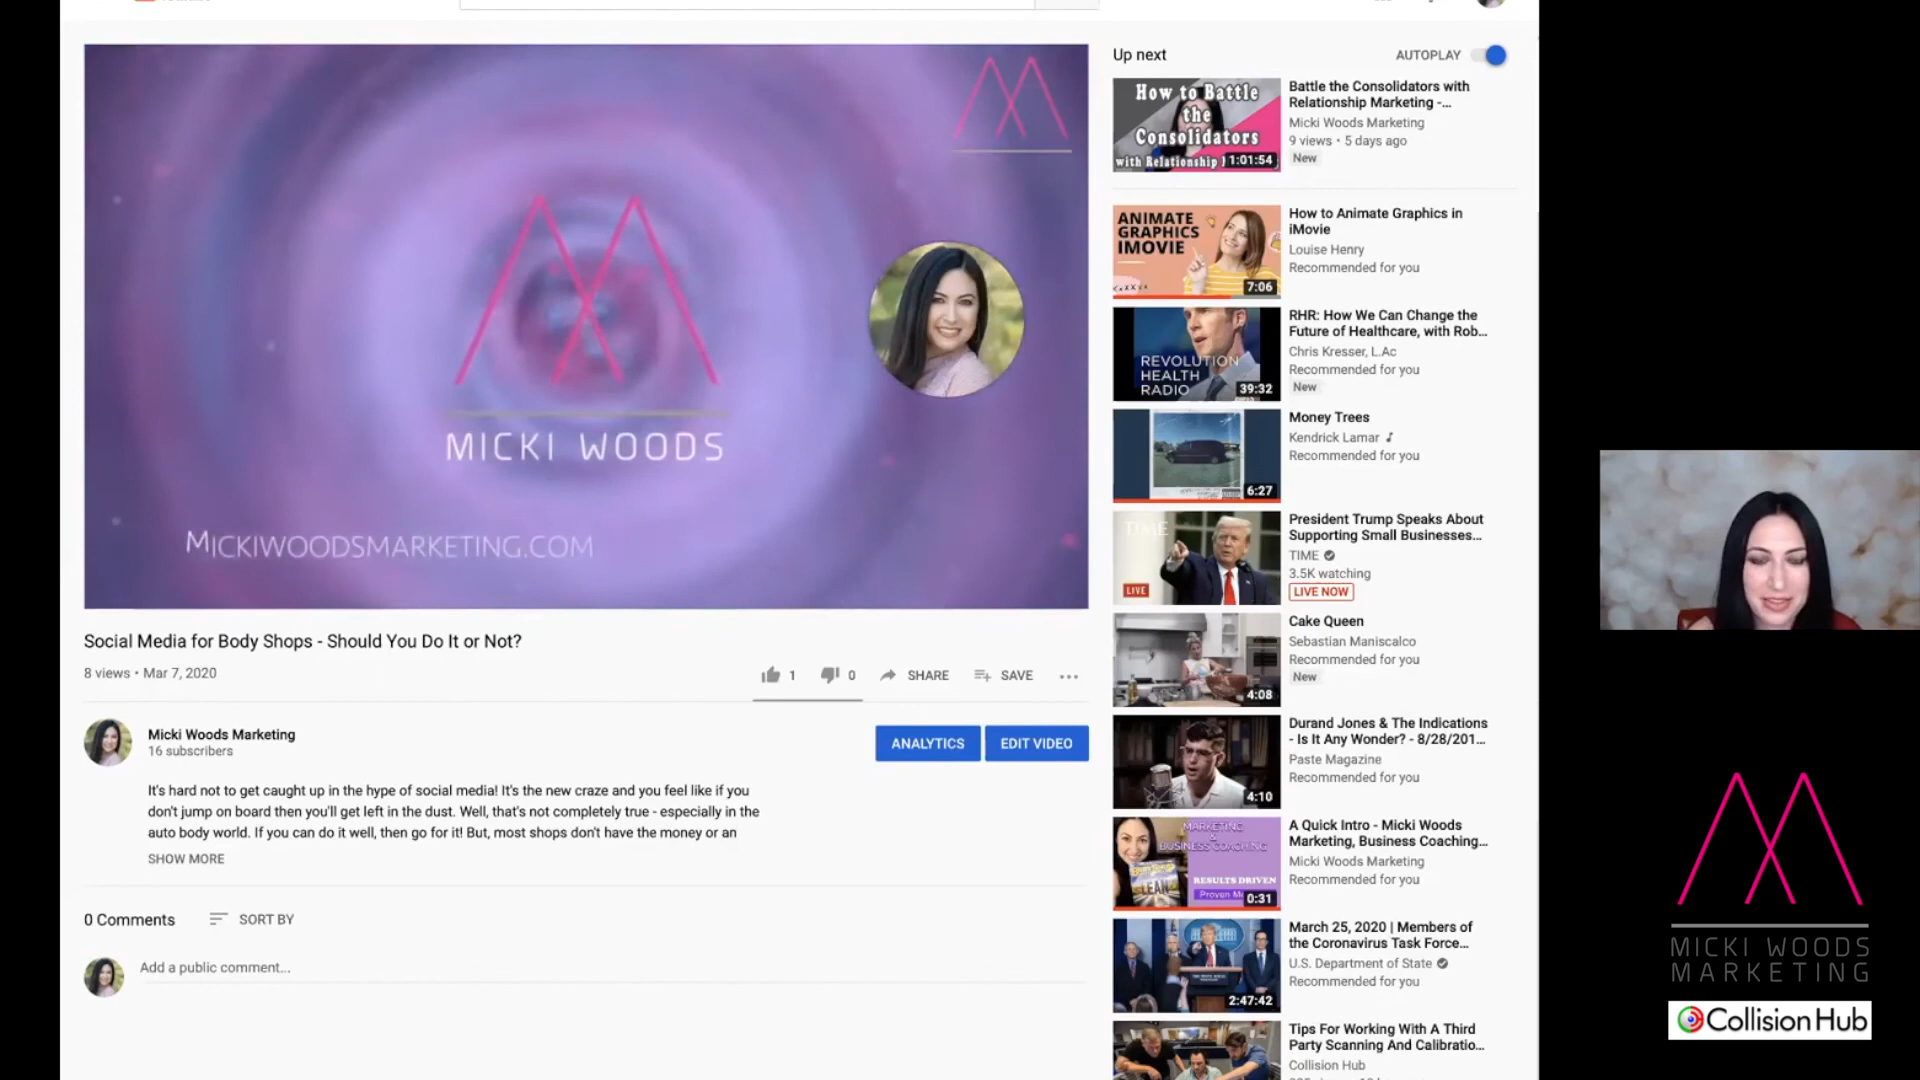 MICKI WOODS
MICKIWOODSMARKETING.COM
Social Media for Body Shops - Should You Do It or Not?
8 views • Mar 7, 2020
1
0
SHARE
SAVE
Micki Woods Marketing
16 subscribers
ANALYTICS
EDIT VIDEO
It's hard not to get caught up in the hype of social media! It's the new craze and you feel like if you
don't jump on board then you'll get left in the dust. Well, that's not completely true - especially in the
auto body world. If you can do it well, then go for it! But, most shops don't have the money or an
SHOW MORE
0 Comments
SORT BY
Add a public comment...
Up next
AUTOPLAY
How to Battle
the
Consolidators
with Relationship
1:01:54
Battle the Consolidators with
Relationship Marketing -...
Micki Woods Marketing
9 views • 5 days ago
New
ANIMATE
GRAPHICS
IMOVIE
7:06
How to Animate Graphics in
iMovie
Louise Henry
Recommended for you
REVOLUTION
HEALTH
RADIO
39:32
RHR: How We Can Change the
Future of Healthcare, with Rob...
Chris Kresser, L.Ac
Recommended for you
New
6:27
Money Trees
Kendrick Lamar
Recommended for you
TIME
LIVE
President Trump Speaks About
Supporting Small Businesses...
TIME
3.5K watching
LIVE NOW
4:08
Cake Queen
Sebastian Maniscalco
Recommended for you
New
4:10
Durand Jones & The Indications
- Is It Any Wonder? - 8/28/201...
Paste Magazine
Recommended for you
MARKETING
&
BUSINESS COACHING
LEAN
RESULTS DRIVEN
Proven
0:31
A Quick Intro - Micki Woods
Marketing, Business Coaching...
Micki Woods Marketing
Recommended for you
2:47:42
March 25, 2020 | Members of
the Coronavirus Task Force...
U.S. Department of State
Recommended for you
Tips For Working With A Third
Party Scanning And Calibratio...
Collision Hub
MICKI WOODS
MARKETING
Collision Hub